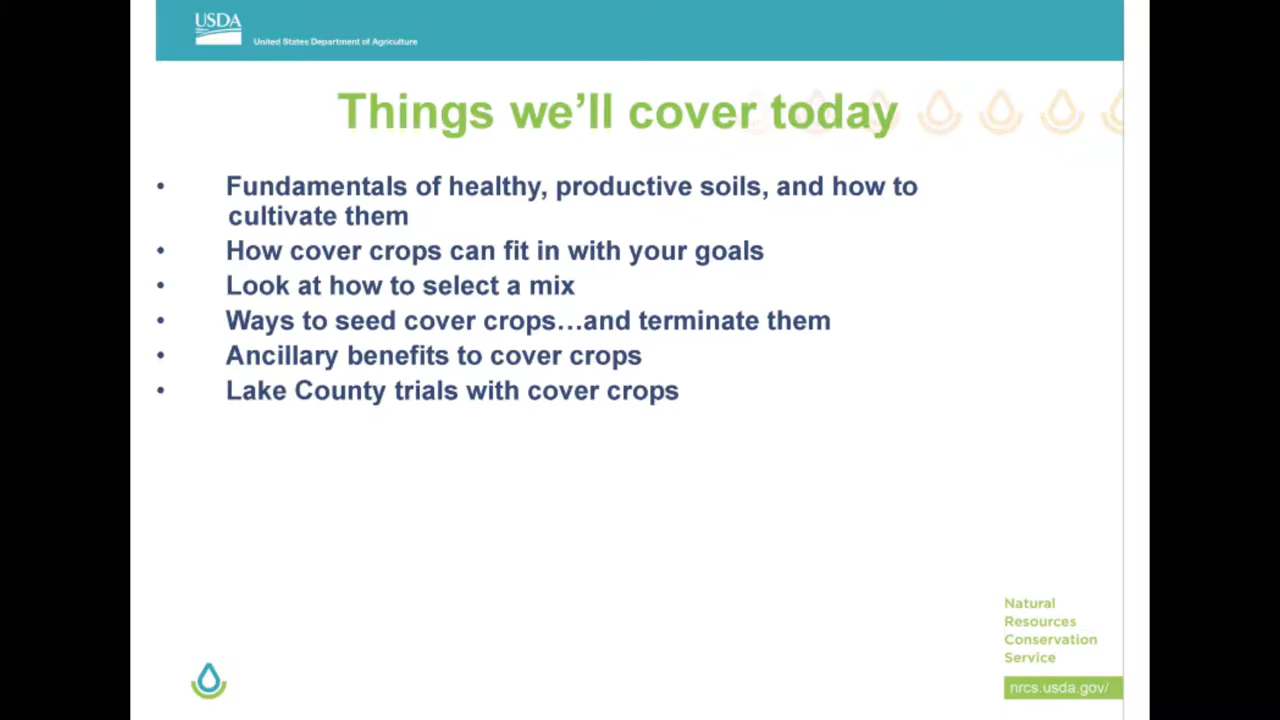 USDA
United States Department of Agriculture
Things we'll cover today
• Fundamentals of healthy, productive soils, and how to
cultivate them
• How cover crops can fit in with your goals
• Look at how to select a mix
• Ways to seed cover crops…and terminate them
• Ancillary benefits to cover crops
• Lake County trials with cover crops
Natural
Resources
Conservation
Service
nrcs.usda.gov/